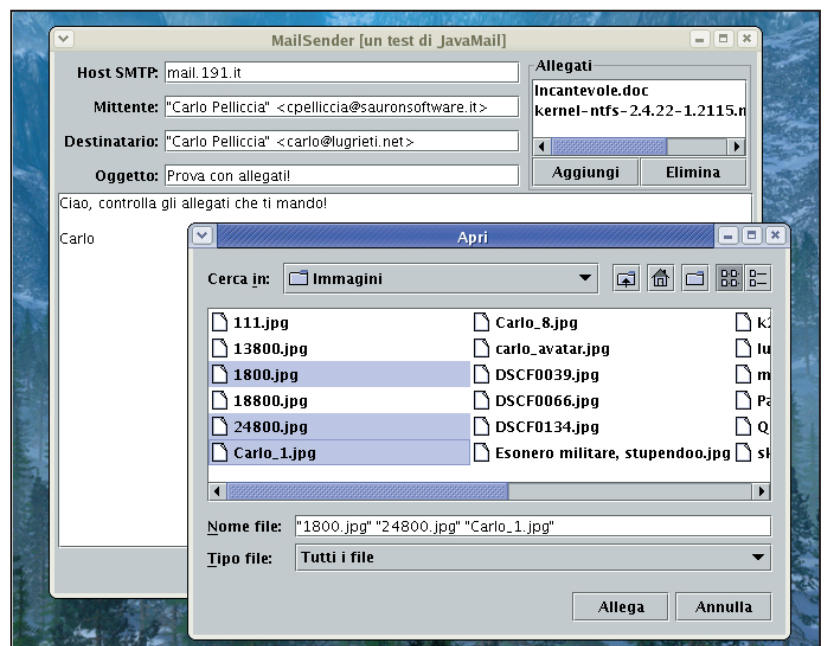 MailSender [un test di JavaMail]
Host SMTP: mail.191.it
Mittente: "Carlo Pelliccia" <cpelliccia@sauronsoftware.it>
Destinatario: "Carlo Pelliccia" <carlo@lugrieti.net>
Oggetto: Prova con allegati!
Allegati
Incantevole.doc
kernel-ntfs-2.4.22-1.2115.n
Aggiungi Elimina
Ciao, controlla gli allegati che ti mando!
Carlo
Apri
Cerca in: Immagini
111.jpg Carlo_8.jpg
13800.jpg carlo_avatar.jpg lu
1800.jpg DSCF0039.jpg m
18800.jpg DSCF0066.jpg
24800.jpg DSCF0134.jpg Q
Carlo_1.jpg Esonero militare, stupendoo.jpg
Nome file: "1800.jpg" "24800.jpg" "Carlo_1.jpg"
Tipo file: Tutti i file
Allega Annulla